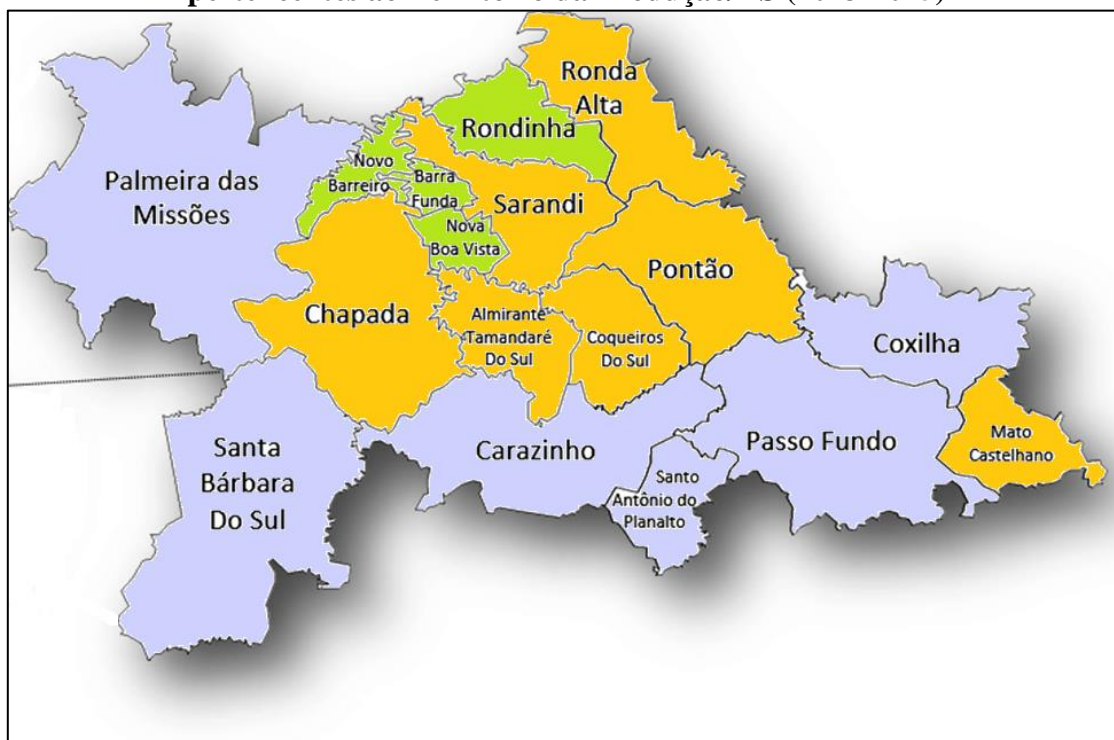 Ronda
Alta
Rondinha
Novo
Barreiro
Barra
Funda
Palmeira das
Missões
Sarandi
Nova
Boa Vista
Pontão
Chapada
Almirante
Tamandaré
Do Sul
Coqueiros
Do Sul
Coxilha
Santa
Bárbara
Do Sul
Carazinho
Passo Fundo
Mato
Castelhano
Santo
Antônio do
Planalto